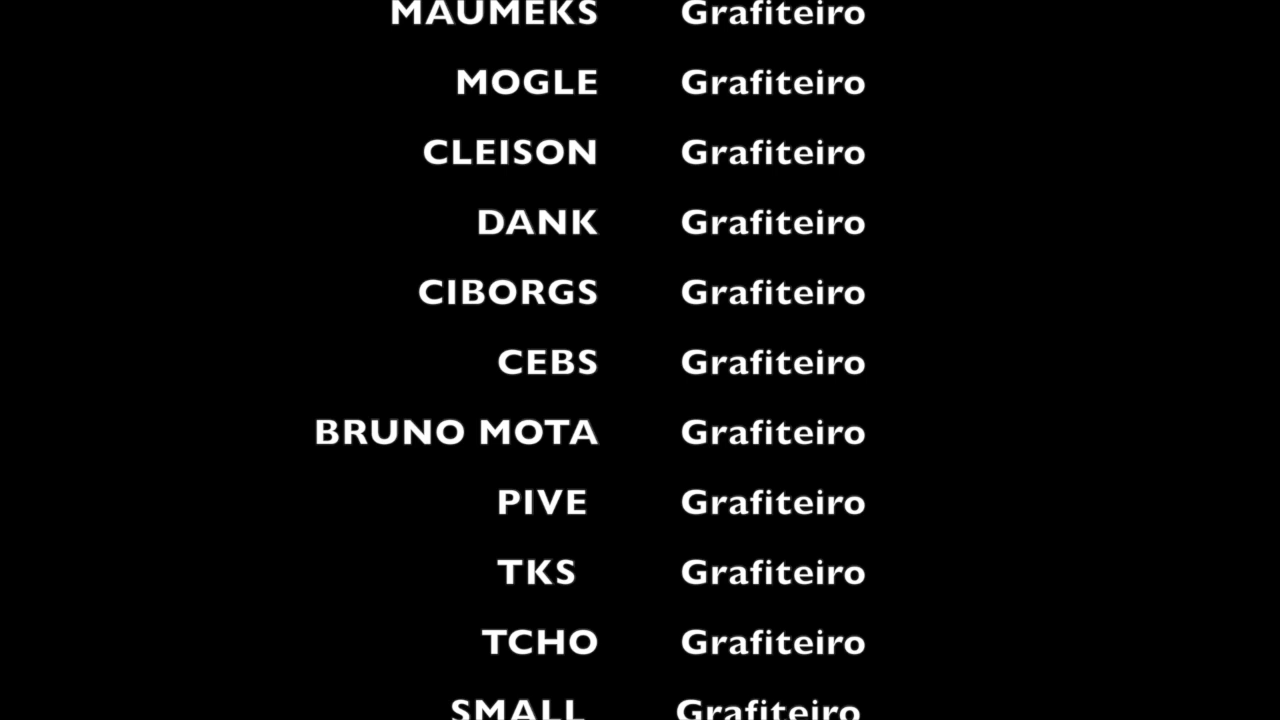 MAUMEKS Grafiteiro
MOGLE Grafiteiro
CLEISON Grafiteiro
DANK Grafiteiro
CIBORGS Grafiteiro
CEBS Grafiteiro
BRUNO MOTA Grafiteiro
PIVE Grafiteiro
TKS Grafiteiro
TCHO Grafiteiro
SMALL Grafiteiro